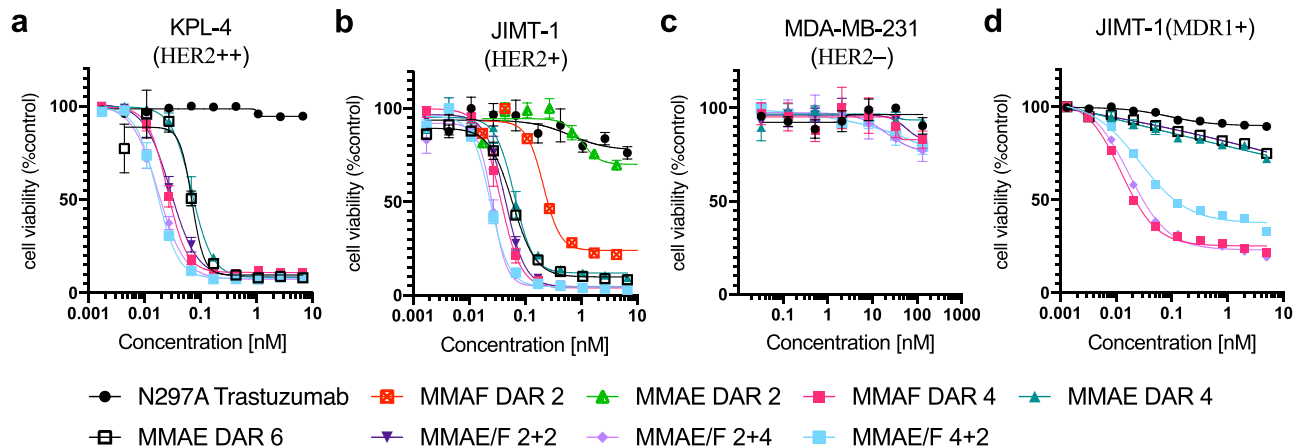 a
KPL-4
(HER2++)
cell viability (%control)
100
50
0
0.001
0.01
0.1
1
10
Concentration [nM]
b
JIMT-1
(HER2+)
cell viability (%control)
100
50
0
0.001
0.01
0.1
1
10
Concentration [nM]
c
MDA-MB-231
(HER2−)
cell viability (%control)
100
50
0
0.1
1
10
100
1000
Concentration [nM]
d
JIMT-1(MDR1+)
cell viability (%control)
100
50
0
0.001
0.01
0.1
1
10
Concentration [nM]
N297A Trastuzumab
MMAF DAR 2
MMAE DAR 2
MMAF DAR 4
MMAE DAR 4
MMAE DAR 6
MMAE/F 2+2
MMAE/F 2+4
MMAE/F 4+2